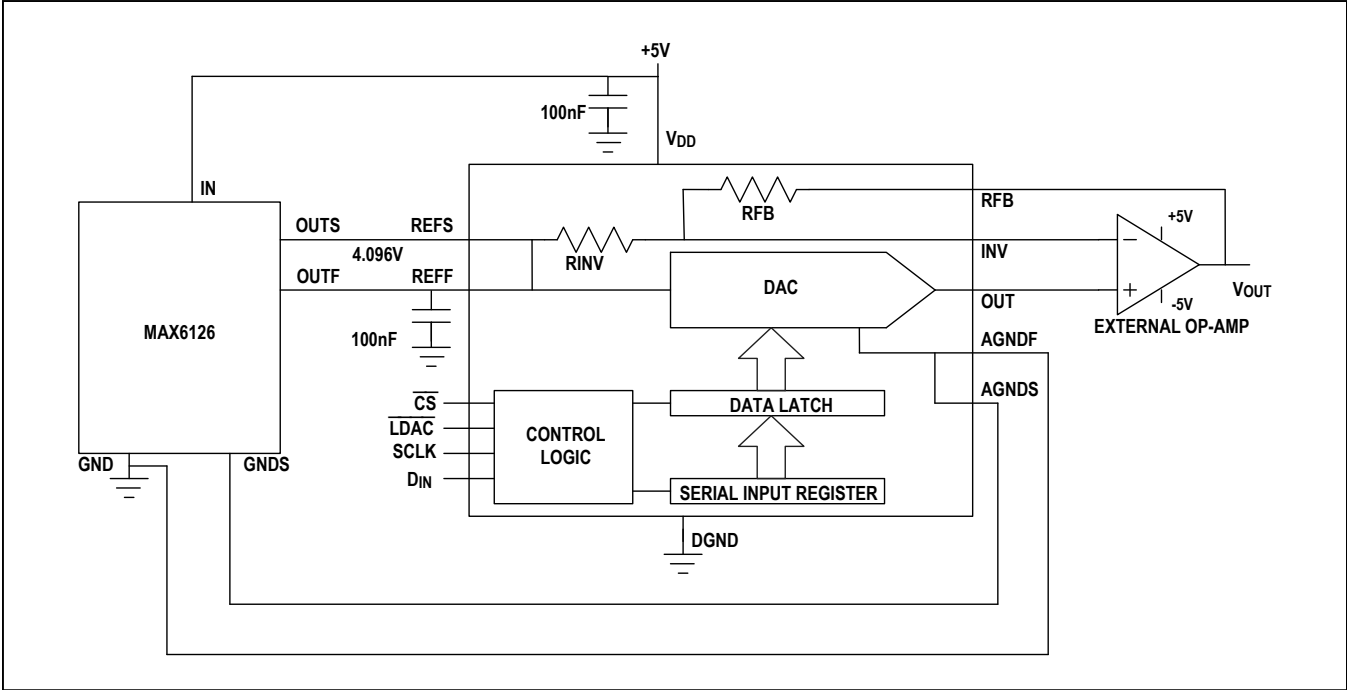 +5V
100nF
VDD
IN
RFB
RFB
+5V
OUTS
REFS
4.096V
RINV
INV
−
OUTF
REFF
DAC
OUT
+
VOUT
-5V
EXTERNAL OP-AMP
MAX6126
100nF
AGNDF
AGNDS
CS
DATA LATCH
LDAC
CONTROL
LOGIC
SCLK
GND
GNDS
DIN
SERIAL INPUT REGISTER
DGND